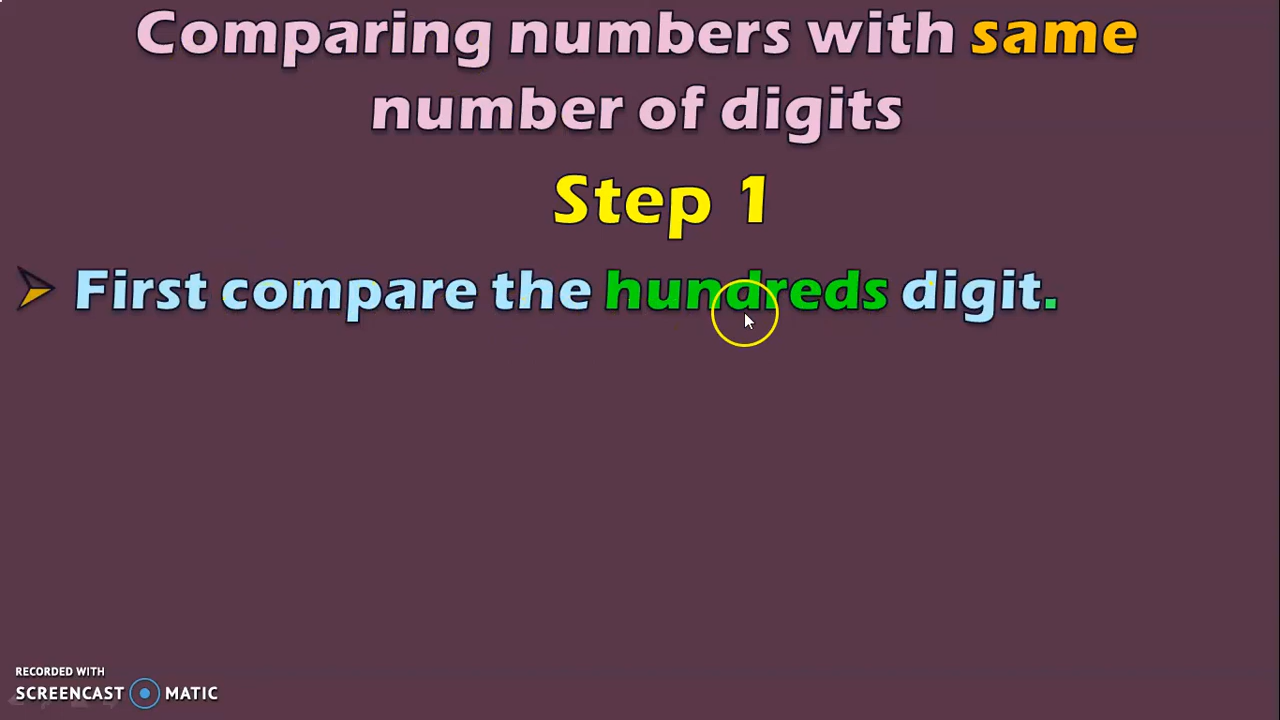 Comparing numbers with same
number of digits
Step 1
First compare the hundreds digit.
RECORDED WITH
SCREENCAST MATIC